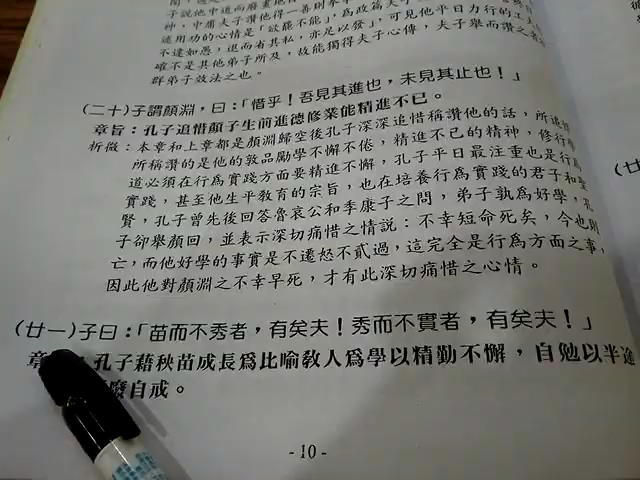 子說他中道而廢畫地
神，中庸夫子讚他得一善則拳拳
述用功的心情是「欲罷不能」，為政篇夫子
不違如愚，退而省其私，亦足以發」，可見他平日力行的工夫
確不是其他弟子所及，故能獨得夫子心傳，夫子舉而讚之
群弟子效法之也。
(二十)子謂顏淵，曰：「惜乎！吾見其進也，未見其止也！」
章旨：孔子追惜顏子生前進德修業能精進不已。
析微：本章和上章都是顏淵歸空後孔子深深追惜稱讚他的話，所追惜
所稱讚的是他的敦品勵學不懈不倦，精進不已的精神，修行學
道必須在行為實踐方面要精進不懈，孔子平日最注重也是行為
實踐，甚至他生平教育的宗旨，也在培養行為實踐的君子和聖
賢，孔子曾先後回答魯哀公和季康子之問，弟子孰為好學，孔
子卻舉顏回，並表示深切痛惜之情說：不幸短命死矣，今也則
亡，而他好學的事實是不遷怒不貳過，這完全是行為方面之事，
因此他對顏淵之不幸早死，才有此深切痛惜之心情。
(廿一)子曰：「苗而不秀者，有矣夫！秀而不實者，有矣夫！」
章：孔子藉秧苗成長為比喻教人為學以精勤不懈，自勉以半途
廢自戒。
-10-
(廿